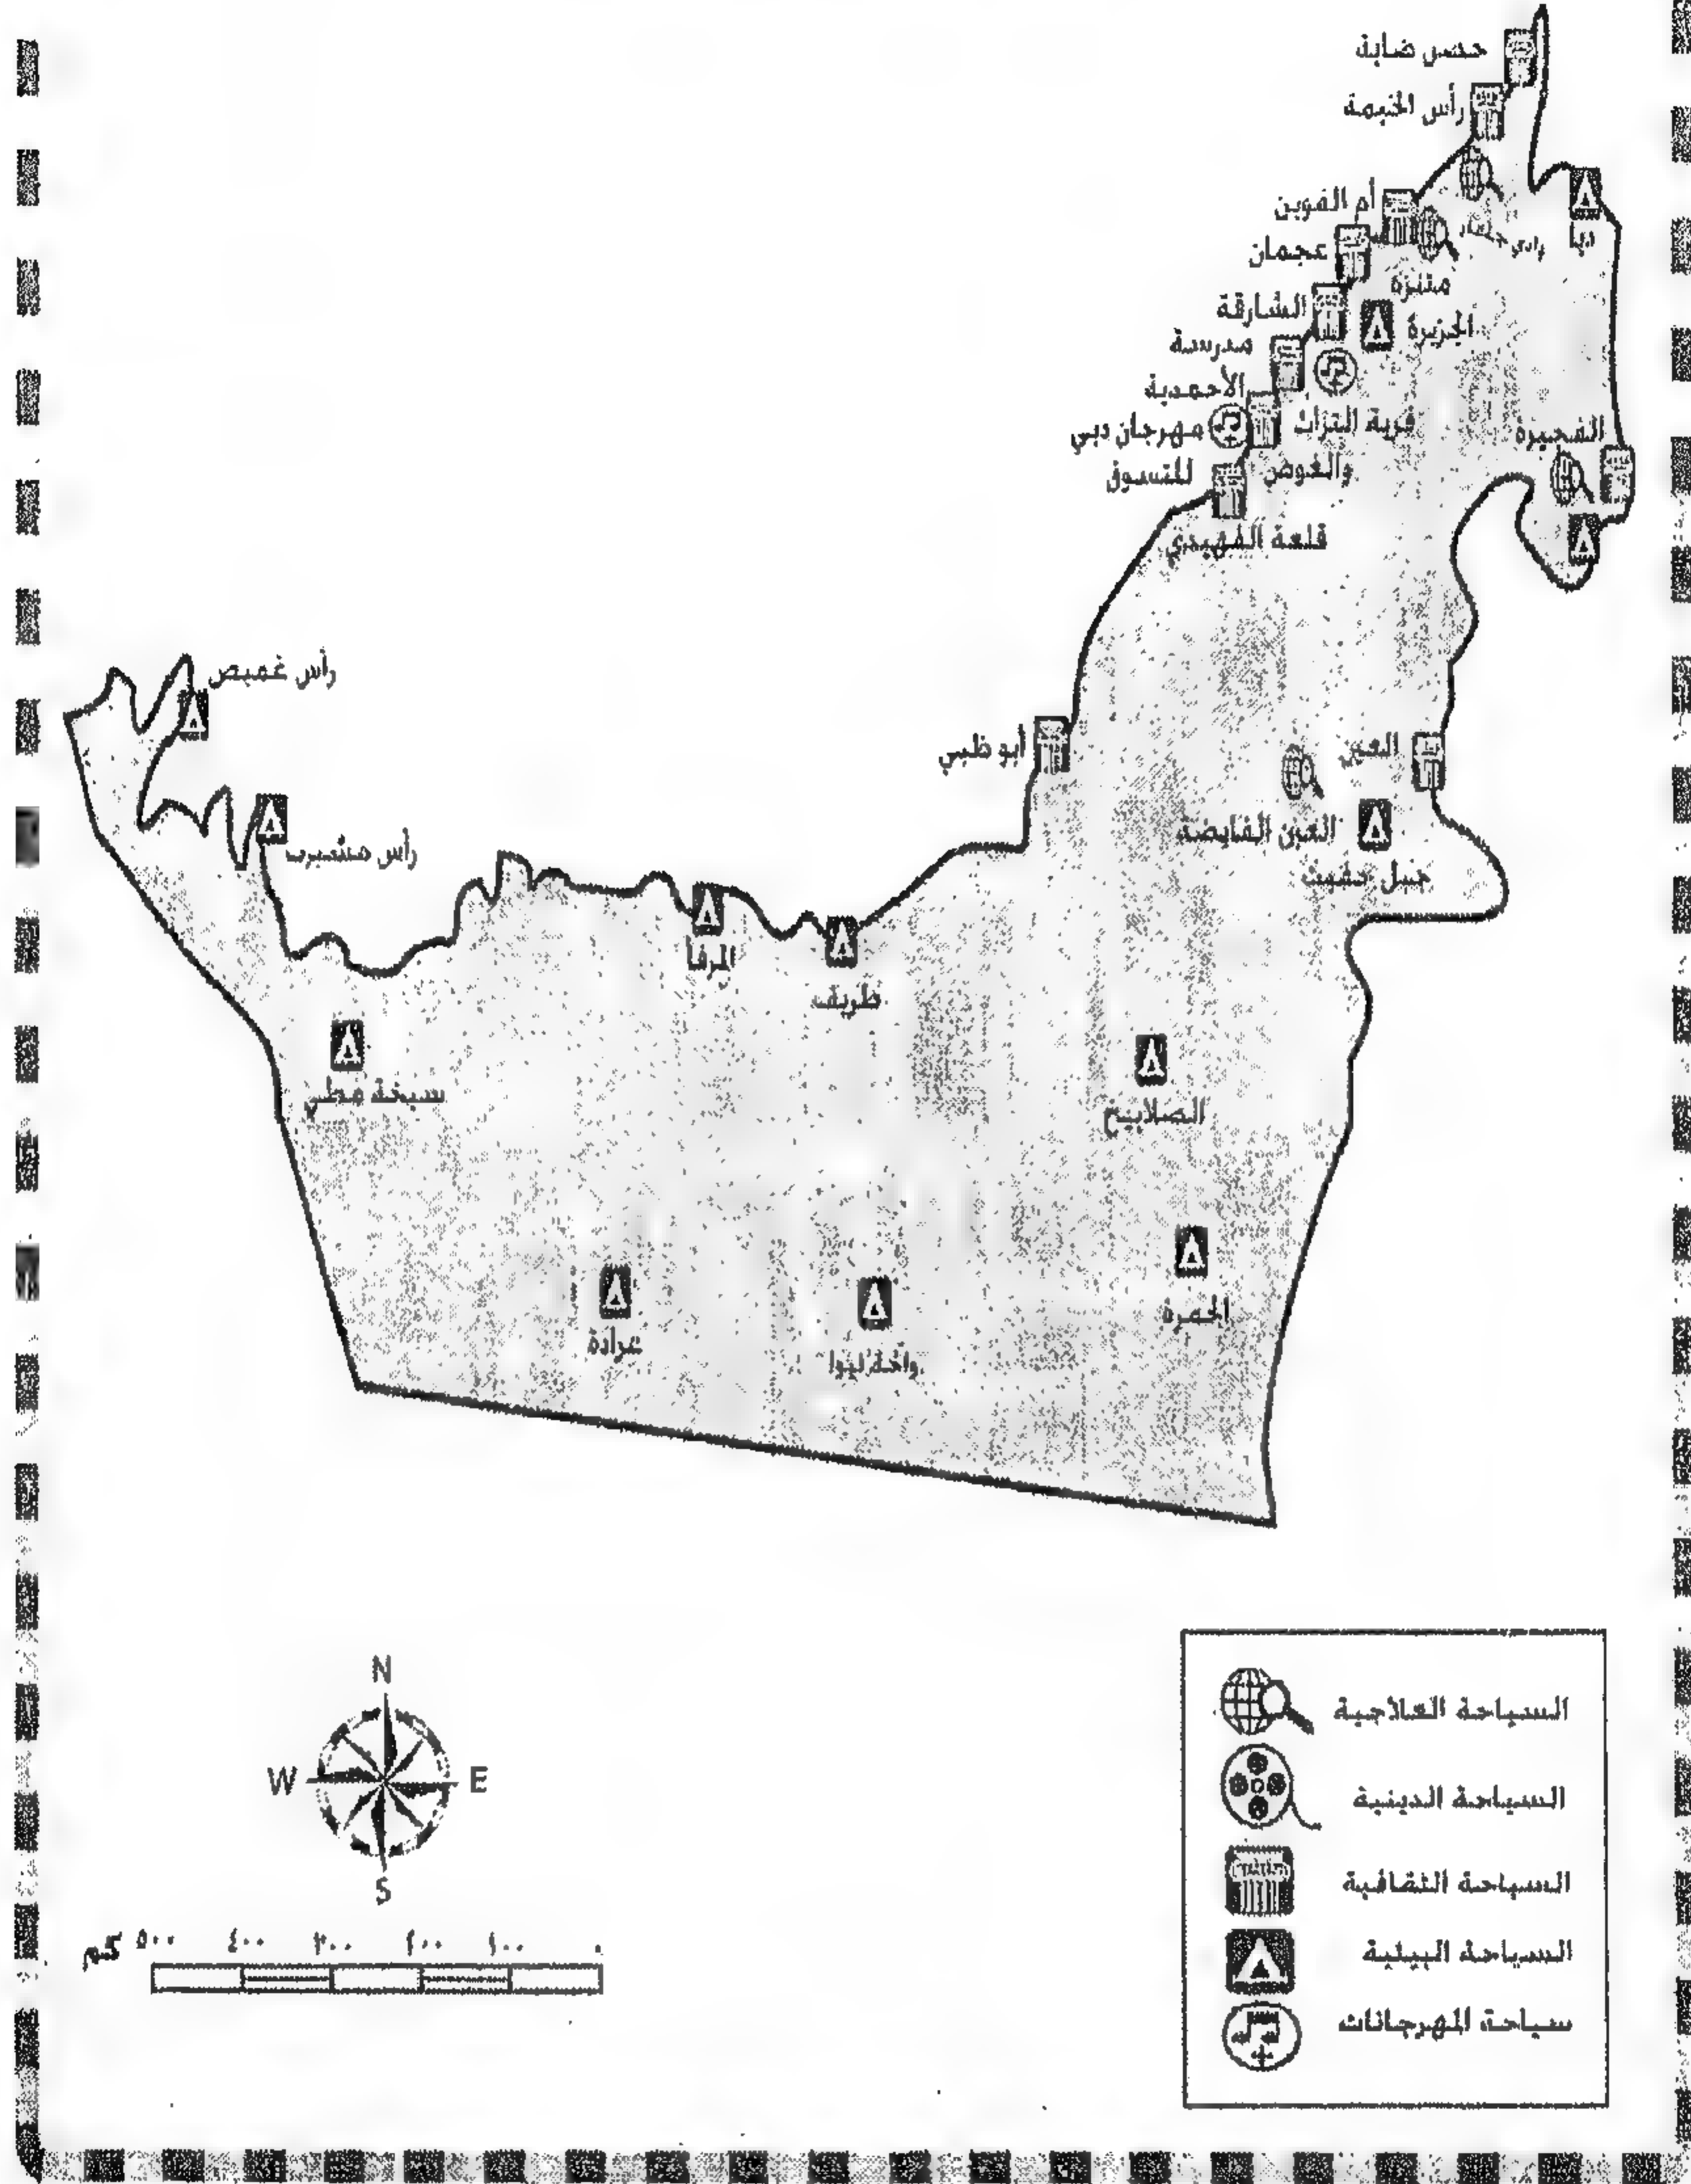 حصن ضاية
رأس الخيمة
أم القوين
عجمان
وادي
دبا
منتزه
الجزيرة
الشارقة
مدرسة
الأحمدية
مهرجان دبي
للتسوق
قرية التراث
والغوص
الفجيرة
قلعة الفهيدي
رأس غميص
أبو ظبي
العين
العين الفايضة
جبل حفيت
رأس مشيرب
المرفأ
طريف
سبخة مطي
الصلابيخ
الحمرة
عرادة
واحة ليوا
N
W
E
S
كم ٥٠٠ ٤٠٠ ٣٠٠ ٢٠٠ ١٠٠ ٠
السياحة العلاجية
السياحة الدينية
السياحة الثقافية
السياحة البيئية
سياحة المهرجانات